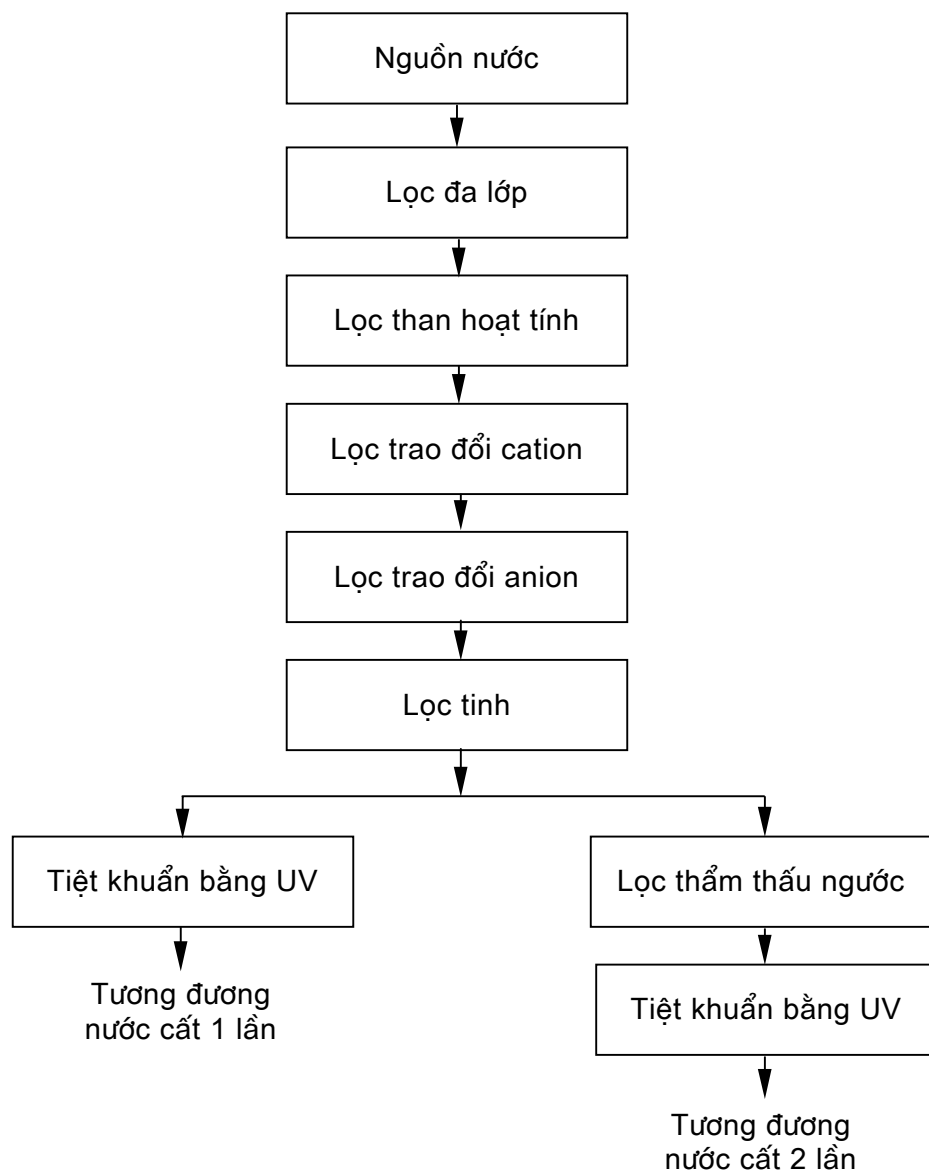 Nguồn nước
Lọc đa lớp
Lọc than hoạt tính
Lọc trao đổi cation
Lọc trao đổi anion
Lọc tinh
Tiệt khuẩn bằng UV
Lọc thẩm thấu ngước
Tương đương
nước cất 1 lần
Tiệt khuẩn bằng UV
Tương đương
nước cất 2 lần